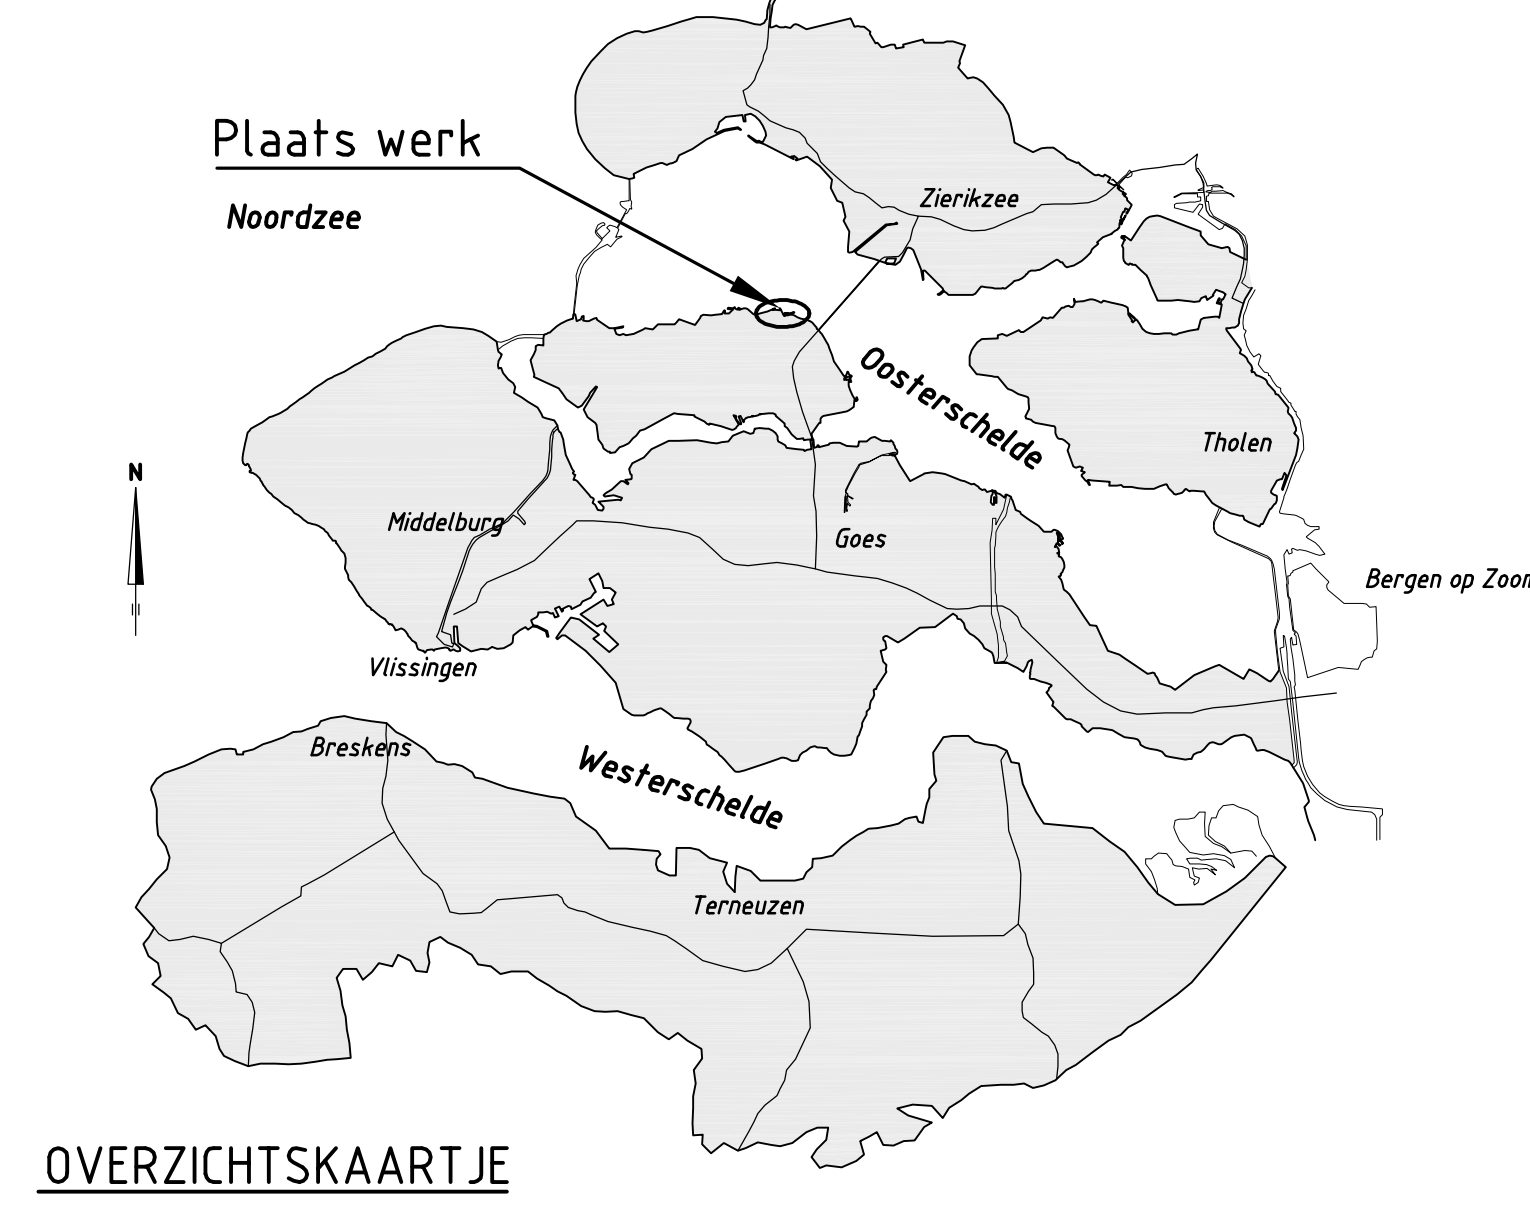 Plaats werk
Noordzee
Zierikzee
Oosterschelde
Tholen
N
Middelburg
Goes
Bergen op Zoom
Vlissingen
Breskens
Westerschelde
Terneuzen
OVERZICHTSKAARTJE